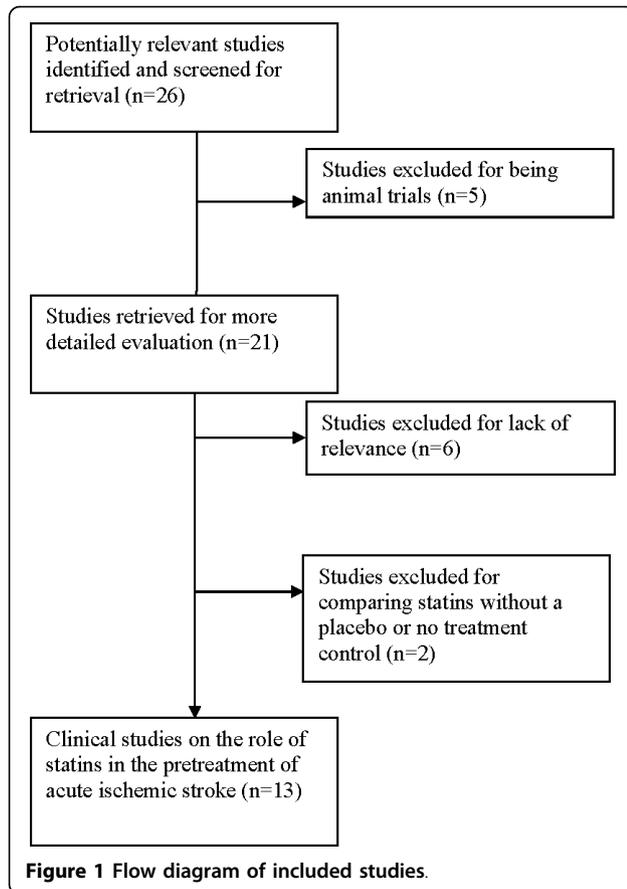 Potentially relevant studies
identified and screened for
retrieval (n=26)
Studies excluded for being
animal trials (n=5)
Studies retrieved for more
detailed evaluation (n=21)
Studies excluded for lack of
relevance (n=6)
Studies excluded for
comparing statins without a
placebo or no treatment
control (n=2)
Clinical studies on the role of
statins in the pretreatment of
acute ischemic stroke (n=13)
Figure 1 Flow diagram of included studies.